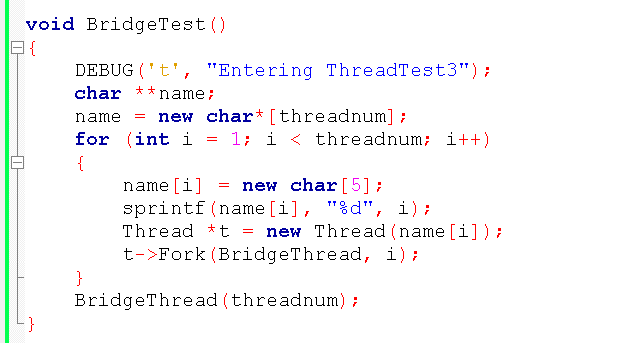 void BridgeTest()
{
    DEBUG('t', "Entering ThreadTest3");
    char **name;
    name = new char*[threadnum];
    for (int i = 1; i < threadnum; i++)
    {
        name[i] = new char[5];
        sprintf(name[i], "%d", i);
        Thread *t = new Thread(name[i]);
        t->Fork(BridgeThread, i);
    }
    BridgeThread(threadnum);
}